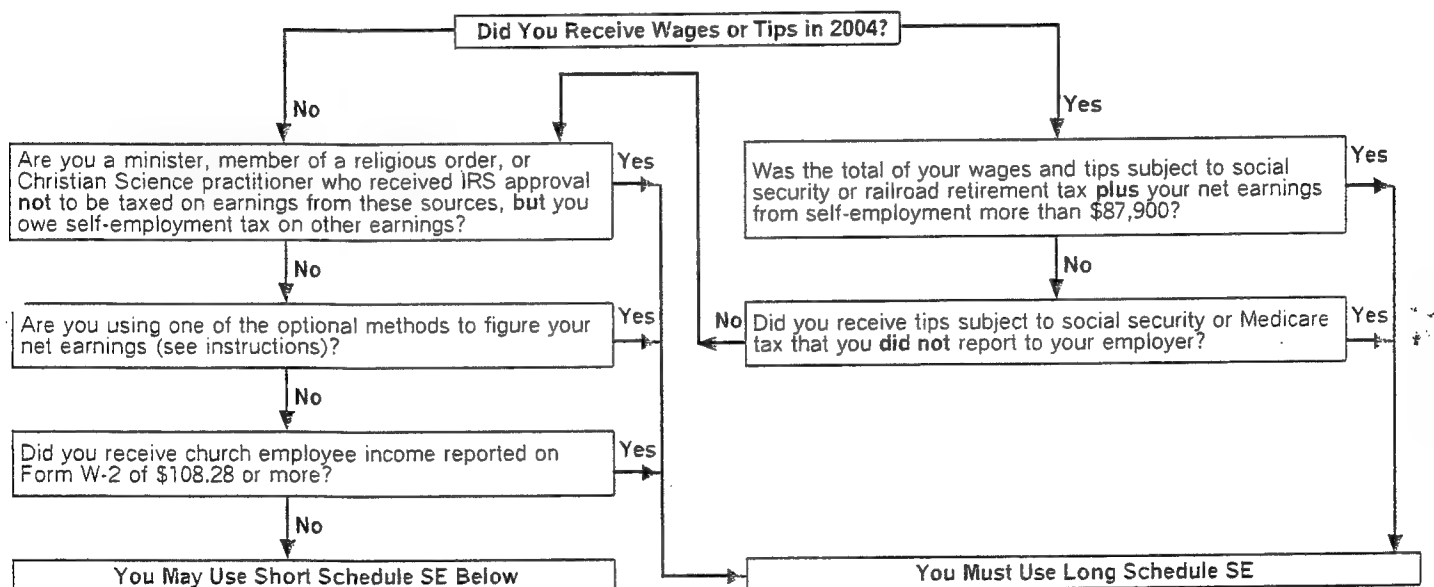 Did You Receive Wages or Tips in 2004?
No
Yes
Are you a minister, member of a religious order, or
Christian Science practitioner who received IRS approval
not to be taxed on earnings from these sources, but you
owe self-employment tax on other earnings?
Yes
Was the total of your wages and tips subject to social
security or railroad retirement tax plus your net earnings
from self-employment more than $87,900?
Yes
No
No
Are you using one of the optional methods to figure your
net earnings (see instructions)?
Yes
No
Did you receive tips subject to social security or Medicare
tax that you did not report to your employer?
Yes
No
Did you receive church employee income reported on
Form W-2 of $108.28 or more?
Yes
No
You May Use Short Schedule SE Below
You Must Use Long Schedule SE